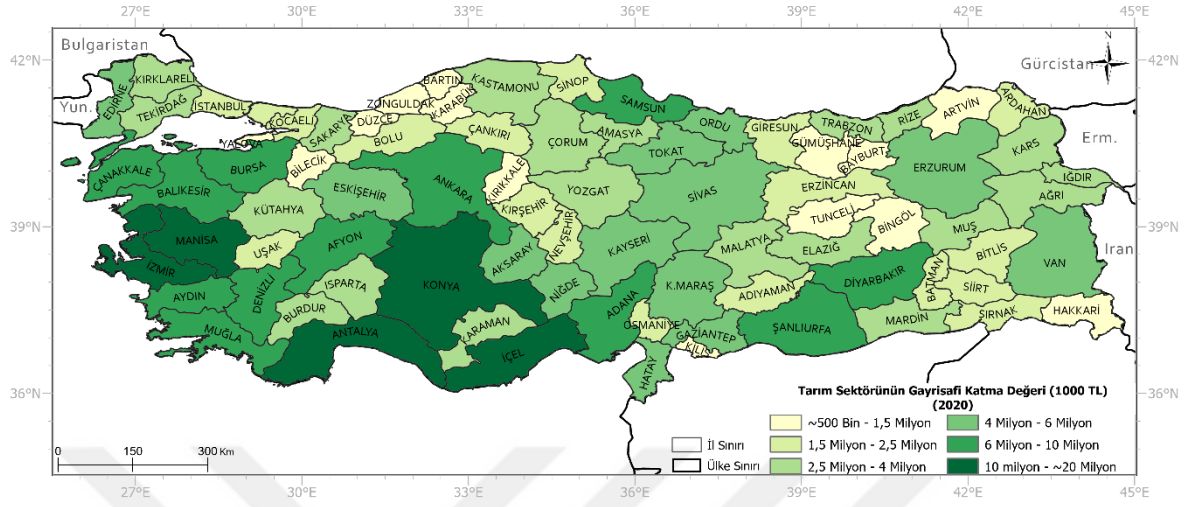 27°E 30°E 33°E 36°E 39°E 42°E 45°E
42°N
42°N
39°N
39°N
36°N
36°N
Bulgaristan
Yun.
Gürcistan
N
Erm.
Iran
KIRKLARELİ
EDİRNE
TEKİRDAĞ
İSTANBUL
KOCAELİ
YALOVA
SAKARYA
DÜZCE
ZONGULDAK
BARTIN
KARABÜK
KASTAMONU
SİNOP
SAMSUN
ORDU
GİRESUN
TRABZON
RİZE
ARTVİN
ARDAHAN
BOLU
ÇANKIRI
ÇORUM
AMASYA
TOKAT
GÜMÜŞHANE
BAYBURT
ERZURUM
KARS
IĞDIR
AĞRI
ÇANAKKALE
BALIKESİR
BURSA
BİLECİK
ESKİŞEHİR
ANKARA
KIRIKKALE
KIRŞEHİR
YOZGAT
SİVAS
ERZİNCAN
TUNCELİ
BİNGÖL
MUŞ
KÜTAHYA
MANİSA
UŞAK
AFYON
İZMİR
AYDIN
DENİZLİ
MUĞLA
BURDUR
ISPARTA
ANTALYA
KONYA
AKSARAY
NEVŞEHİR
NİĞDE
KAYSERİ
KARAMAN
İÇEL
ADANA
OSMANİYE
HATAY
K.MARAŞ
GAZİANTEP
KİLİS
MALATYA
ELAZIĞ
ADIYAMAN
ŞANLIURFA
DİYARBAKIR
MARDİN
BATMAN
SİİRT
BİTLİS
VAN
ŞIRNAK
HAKKARİ
Tarım Sektörünün Gayrisafi Katma Değeri (1000 TL)
(2020)
~500 Bin - 1,5 Milyon
4 Milyon - 6 Milyon
İl Sınırı
1,5 Milyon - 2,5 Milyon
6 Milyon - 10 Milyon
Ülke Sınırı
2,5 Milyon - 4 Milyon
10 milyon - ~20 Milyon
0 150 300 Km
27°E 30°E 33°E 36°E 39°E 42°E 45°E